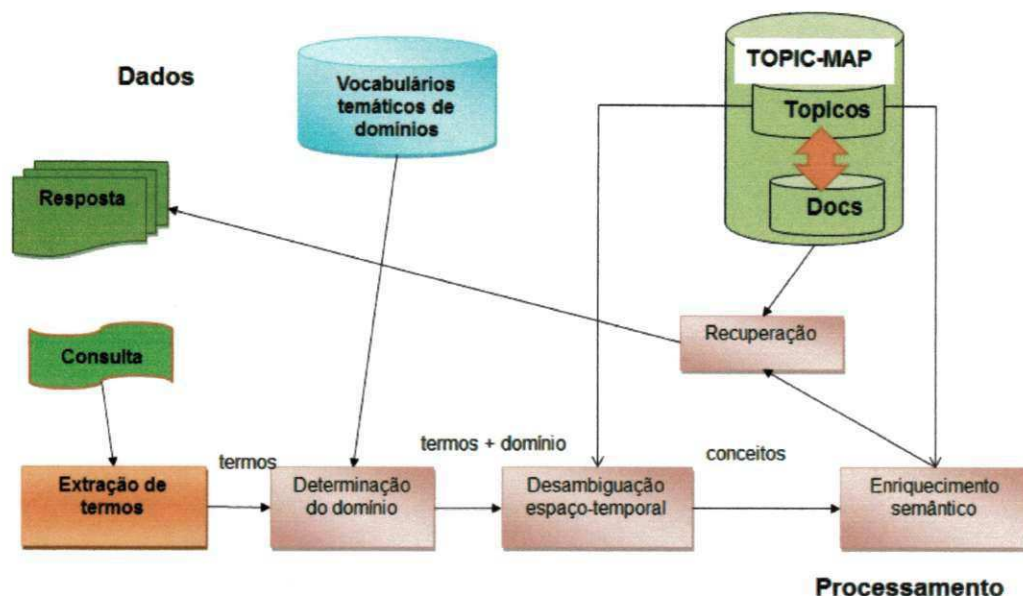 Dados
Vocabulários
temáticos de
domínios
TOPIC-MAP
Topicos
Docs
Resposta
Recuperação
Consulta
termos
termos + domínio
conceitos
Extração de
termos
Determinação
do domínio
Desambiguação
espaço-temporal
Enriquecimento
semântico
Processamento